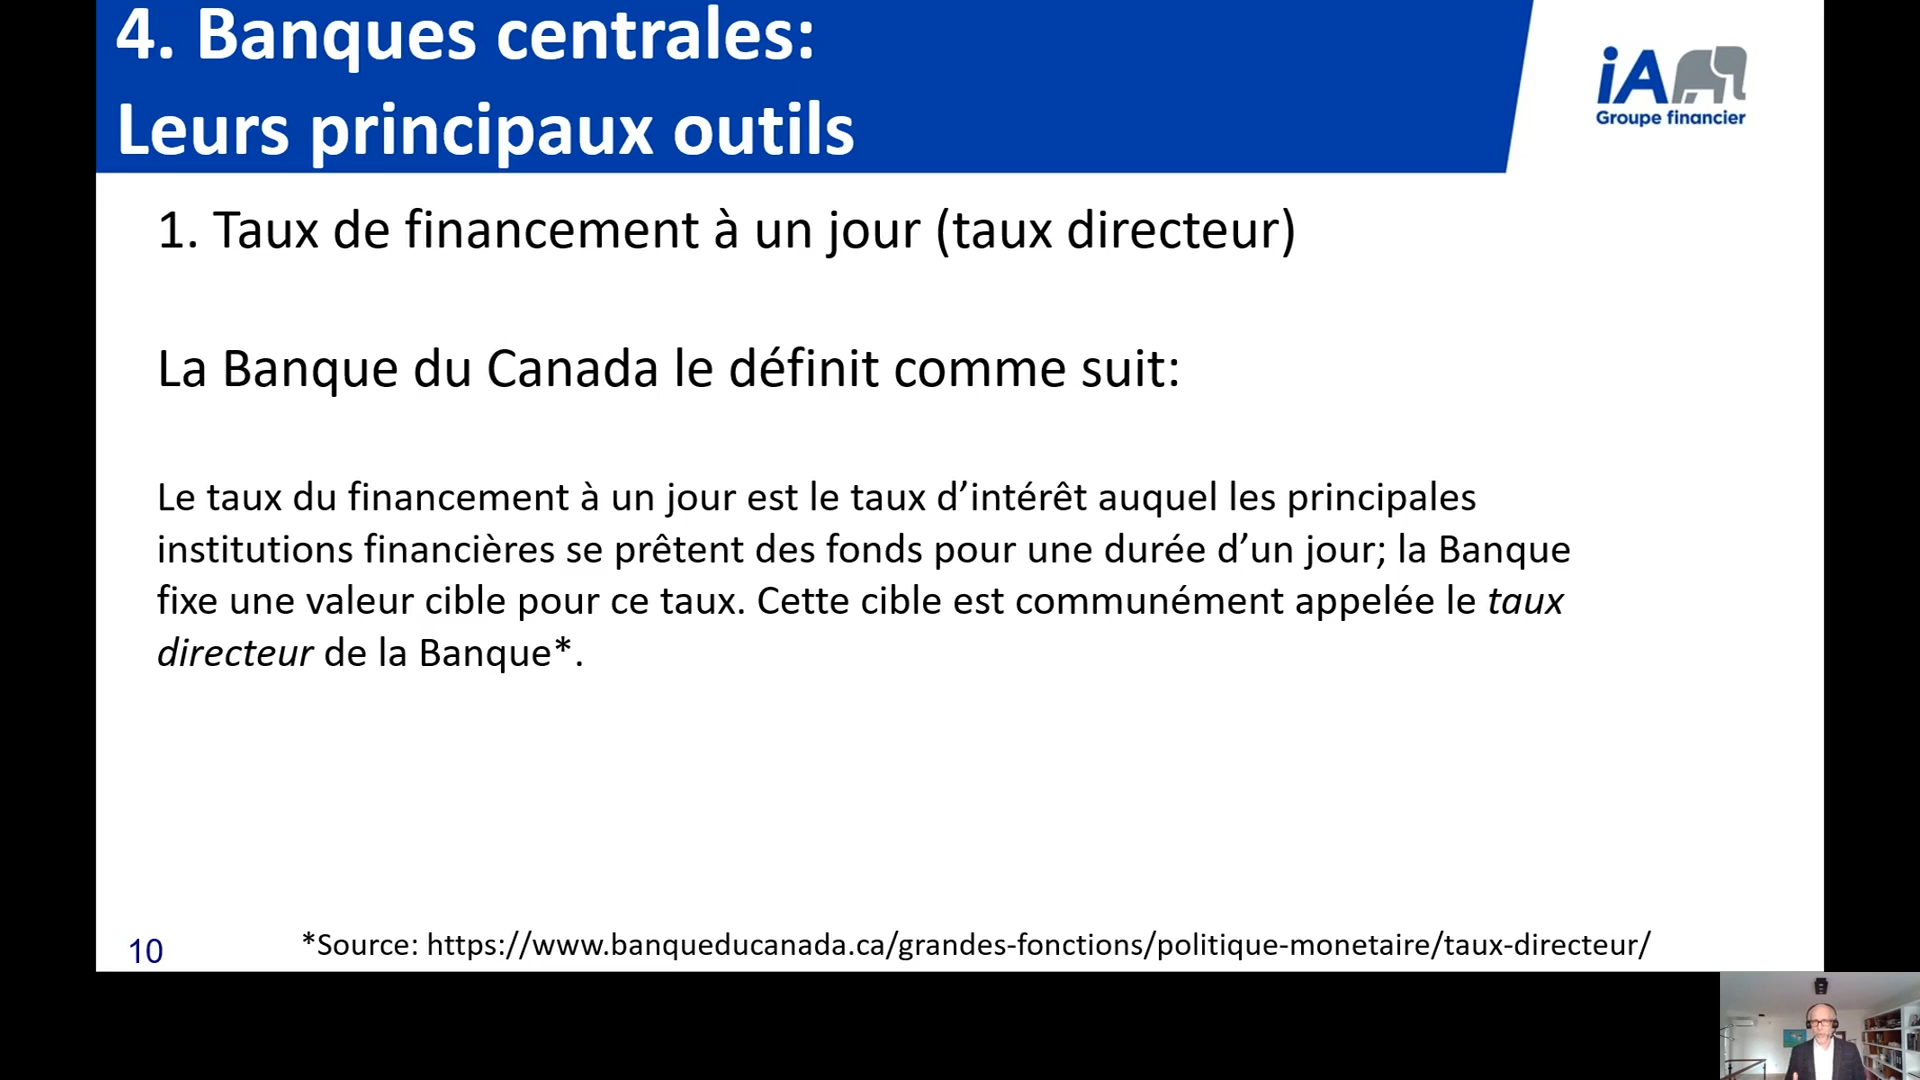 4. Banques centrales:
Leurs principaux outils
iA
Groupe financier
1. Taux de financement à un jour (taux directeur)
La Banque du Canada le définit comme suit:
Le taux du financement à un jour est le taux d’intérêt auquel les principales
institutions financières se prêtent des fonds pour une durée d’un jour; la Banque
fixe une valeur cible pour ce taux. Cette cible est communément appelée le taux
directeur de la Banque*.
10
*Source: https://www.banqueducanada.ca/grandes-fonctions/politique-monetaire/taux-directeur/